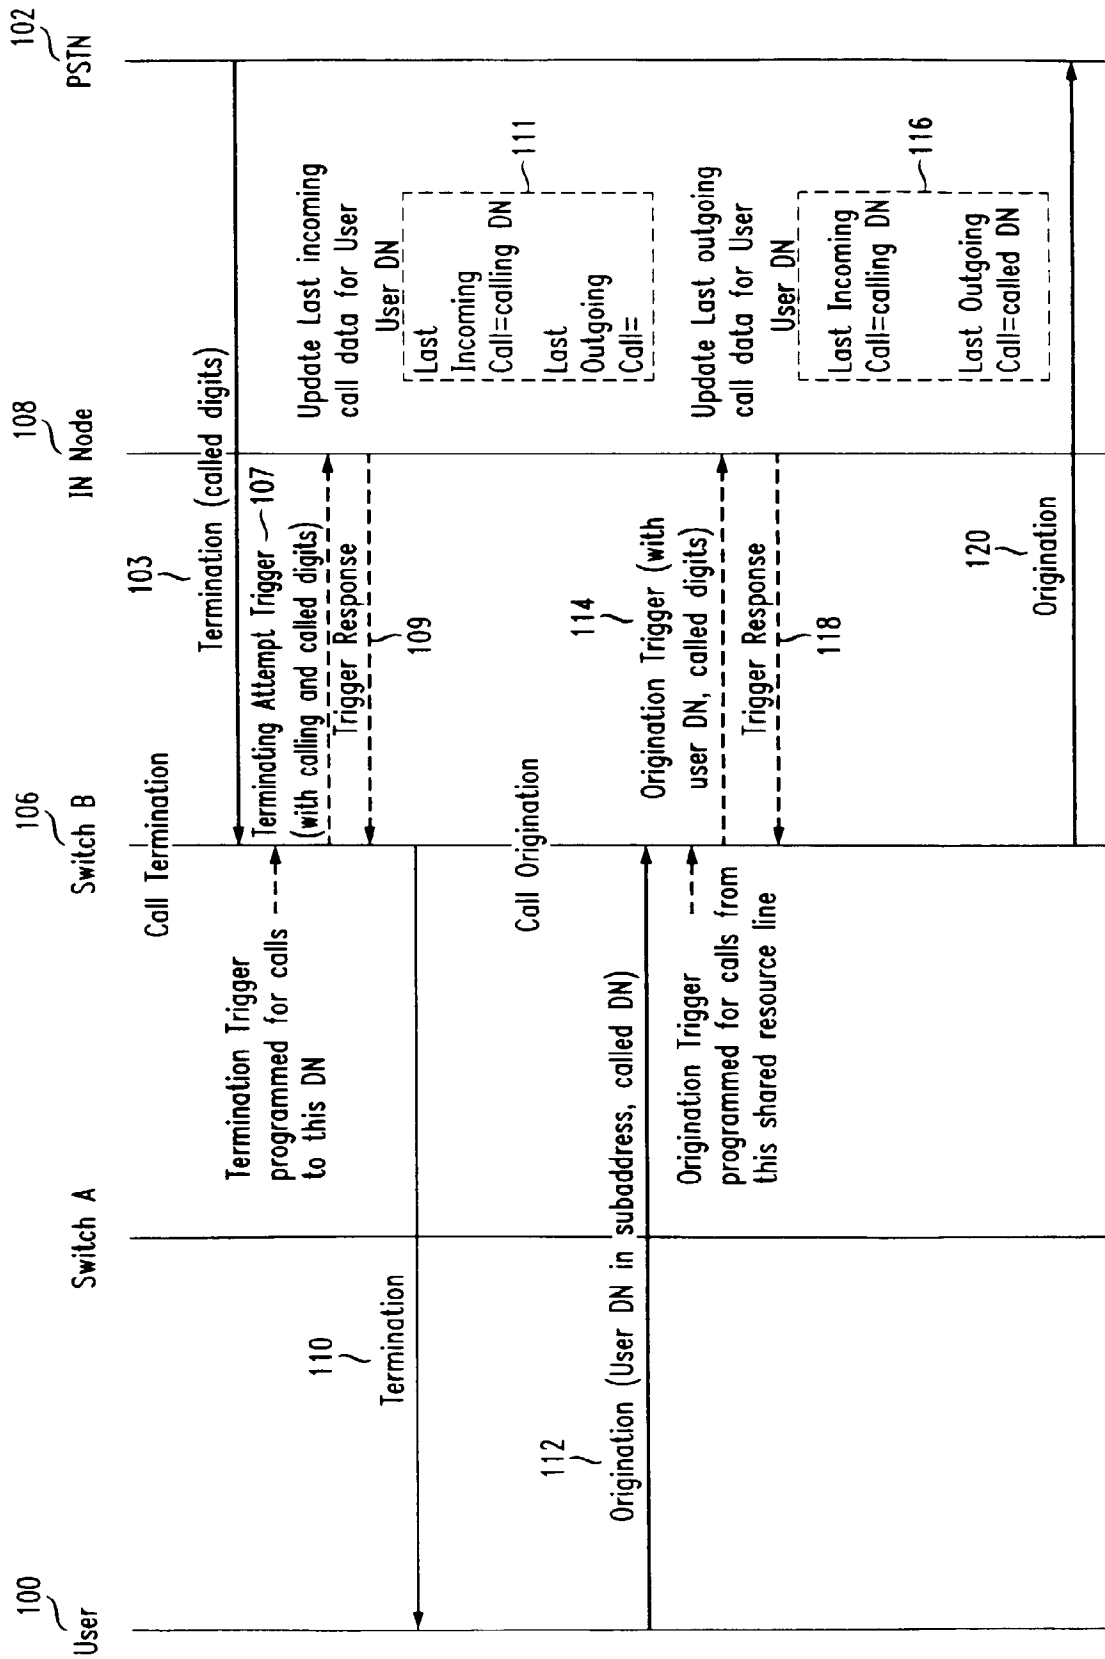 100
User
Switch A
106
Switch B
108
IN Node
102
PSTN
Call Termination
103
Termination (called digits)
Termination Trigger
programmed for calls
to this DN
Terminating Attempt Trigger
107
(with calling and called digits)
Trigger Response
109
Update Last incoming
call data for User
User DN
Last
Incoming
Call=calling DN
Last
Outgoing
Call=
111
110
Termination
Call Origination
112
Origination (User DN in subaddress, called DN)
Origination Trigger
programmed for calls from
this shared resource line
114
Origination Trigger (with
user DN, called digits)
Trigger Response
118
Update Last outgoing
call data for User
User DN
Last Incoming
Call=calling DN
Last Outgoing
Call=called DN
116
120
Origination